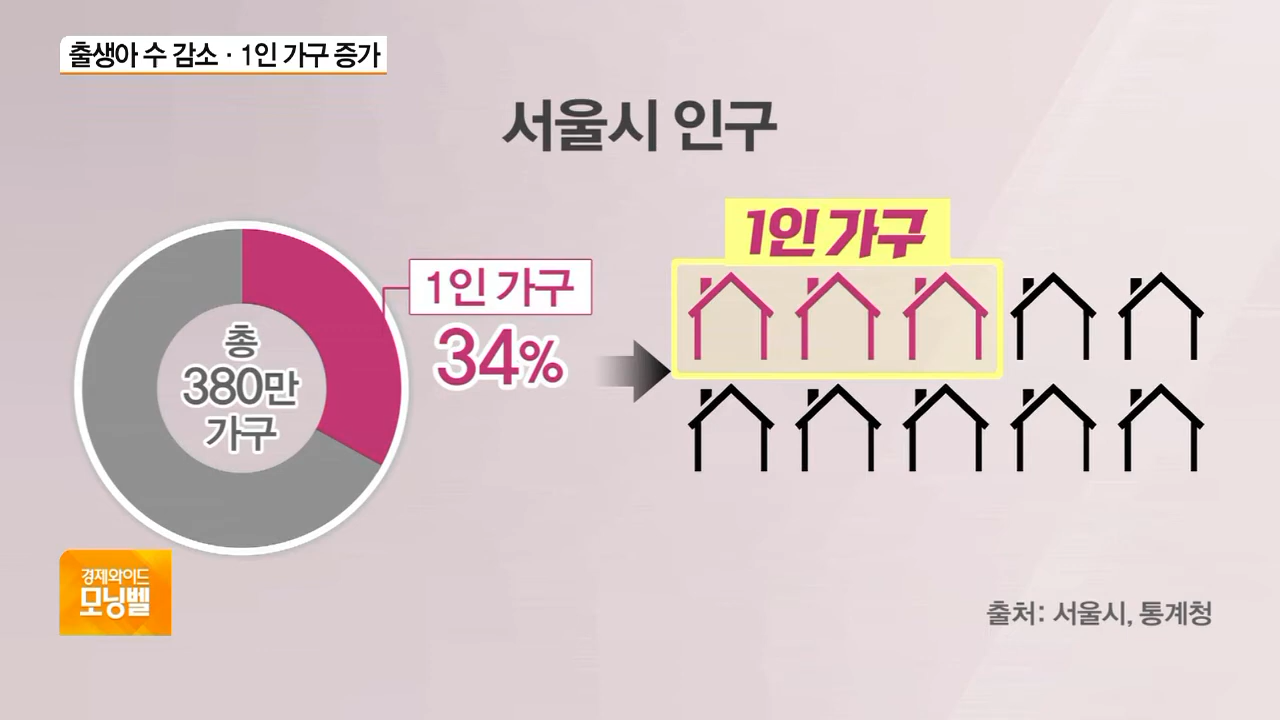 출생아 수 감소 · 1인 가구 증가
서울시 인구
총
380만
가구
1인 가구
34%
1인 가구
경제와이드
모닝벨
출처: 서울시, 통계청